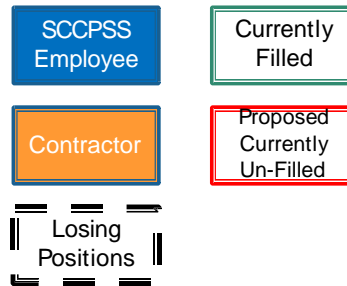 SCCPSS
Employee
Currently
Filled
Contractor
Proposed
Currently
Un-Filled
Losing
Positions